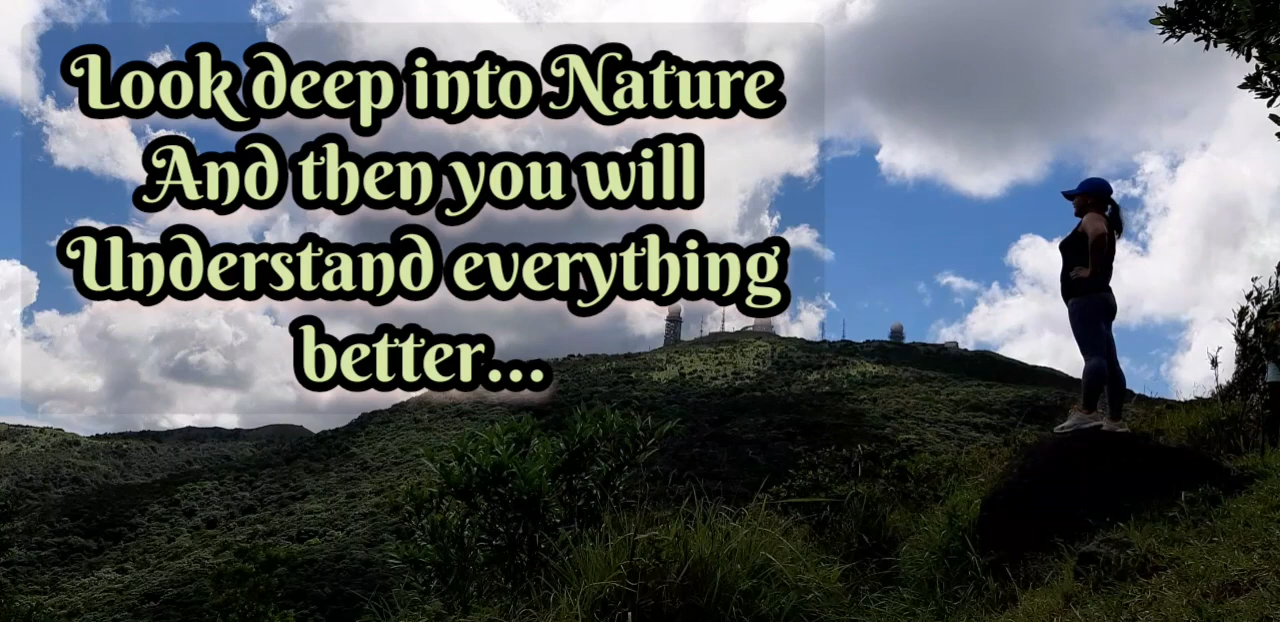 Look deep into Nature
And then you will
Understand everything
better...